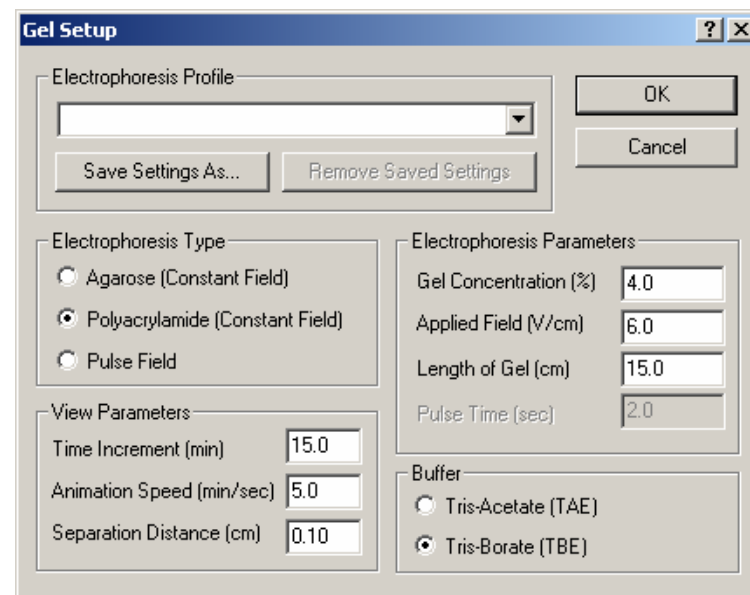 Gel Setup
Electrophoresis Profile
OK
Cancel
Save Settings As...
Remove Saved Settings
Electrophoresis Type
Agarose (Constant Field)
Polyacrylamide (Constant Field)
Pulse Field
Electrophoresis Parameters
Gel Concentration (%) 4.0
Applied Field (V/cm) 6.0
Length of Gel (cm) 15.0
Pulse Time (sec) 2.0
View Parameters
Time Increment (min) 15.0
Animation Speed (min/sec) 5.0
Separation Distance (cm) 0.10
Buffer
Tris-Acetate (TAE)
Tris-Borate (TBE)